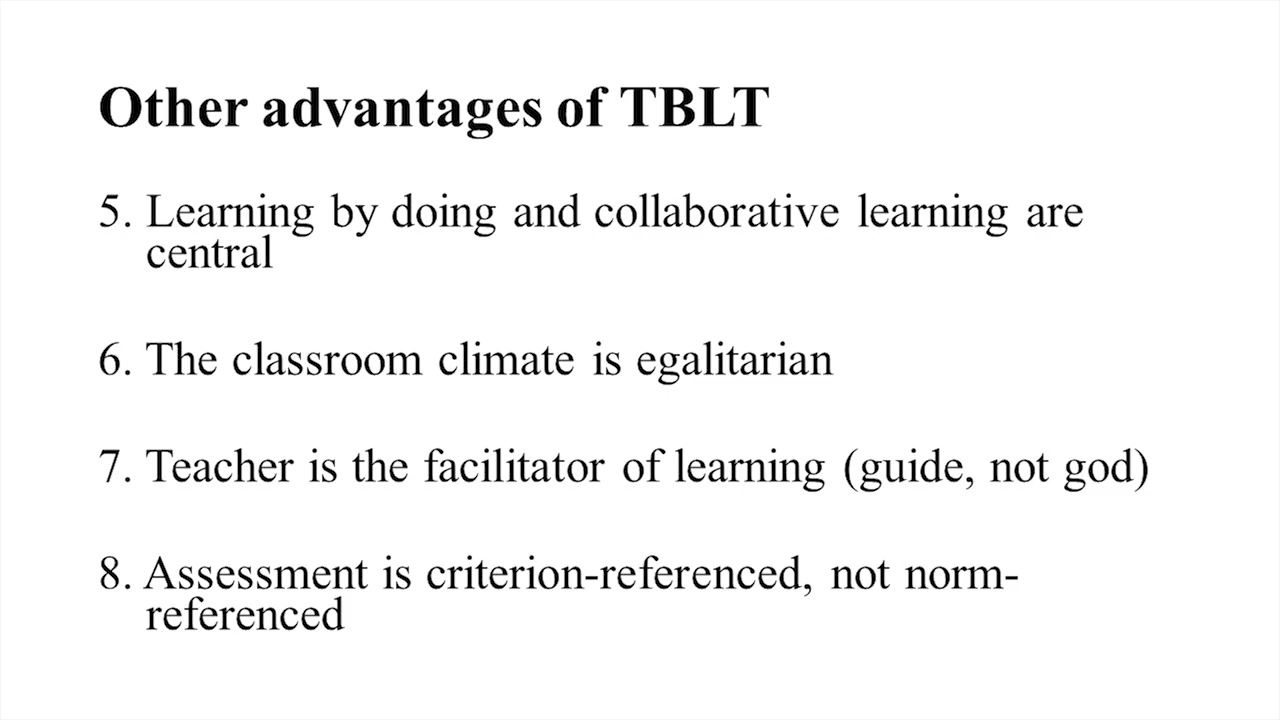 Other advantages of TBLT
5. Learning by doing and collaborative learning are
central
6. The classroom climate is egalitarian
7. Teacher is the facilitator of learning (guide, not god)
8. Assessment is criterion-referenced, not norm-
referenced